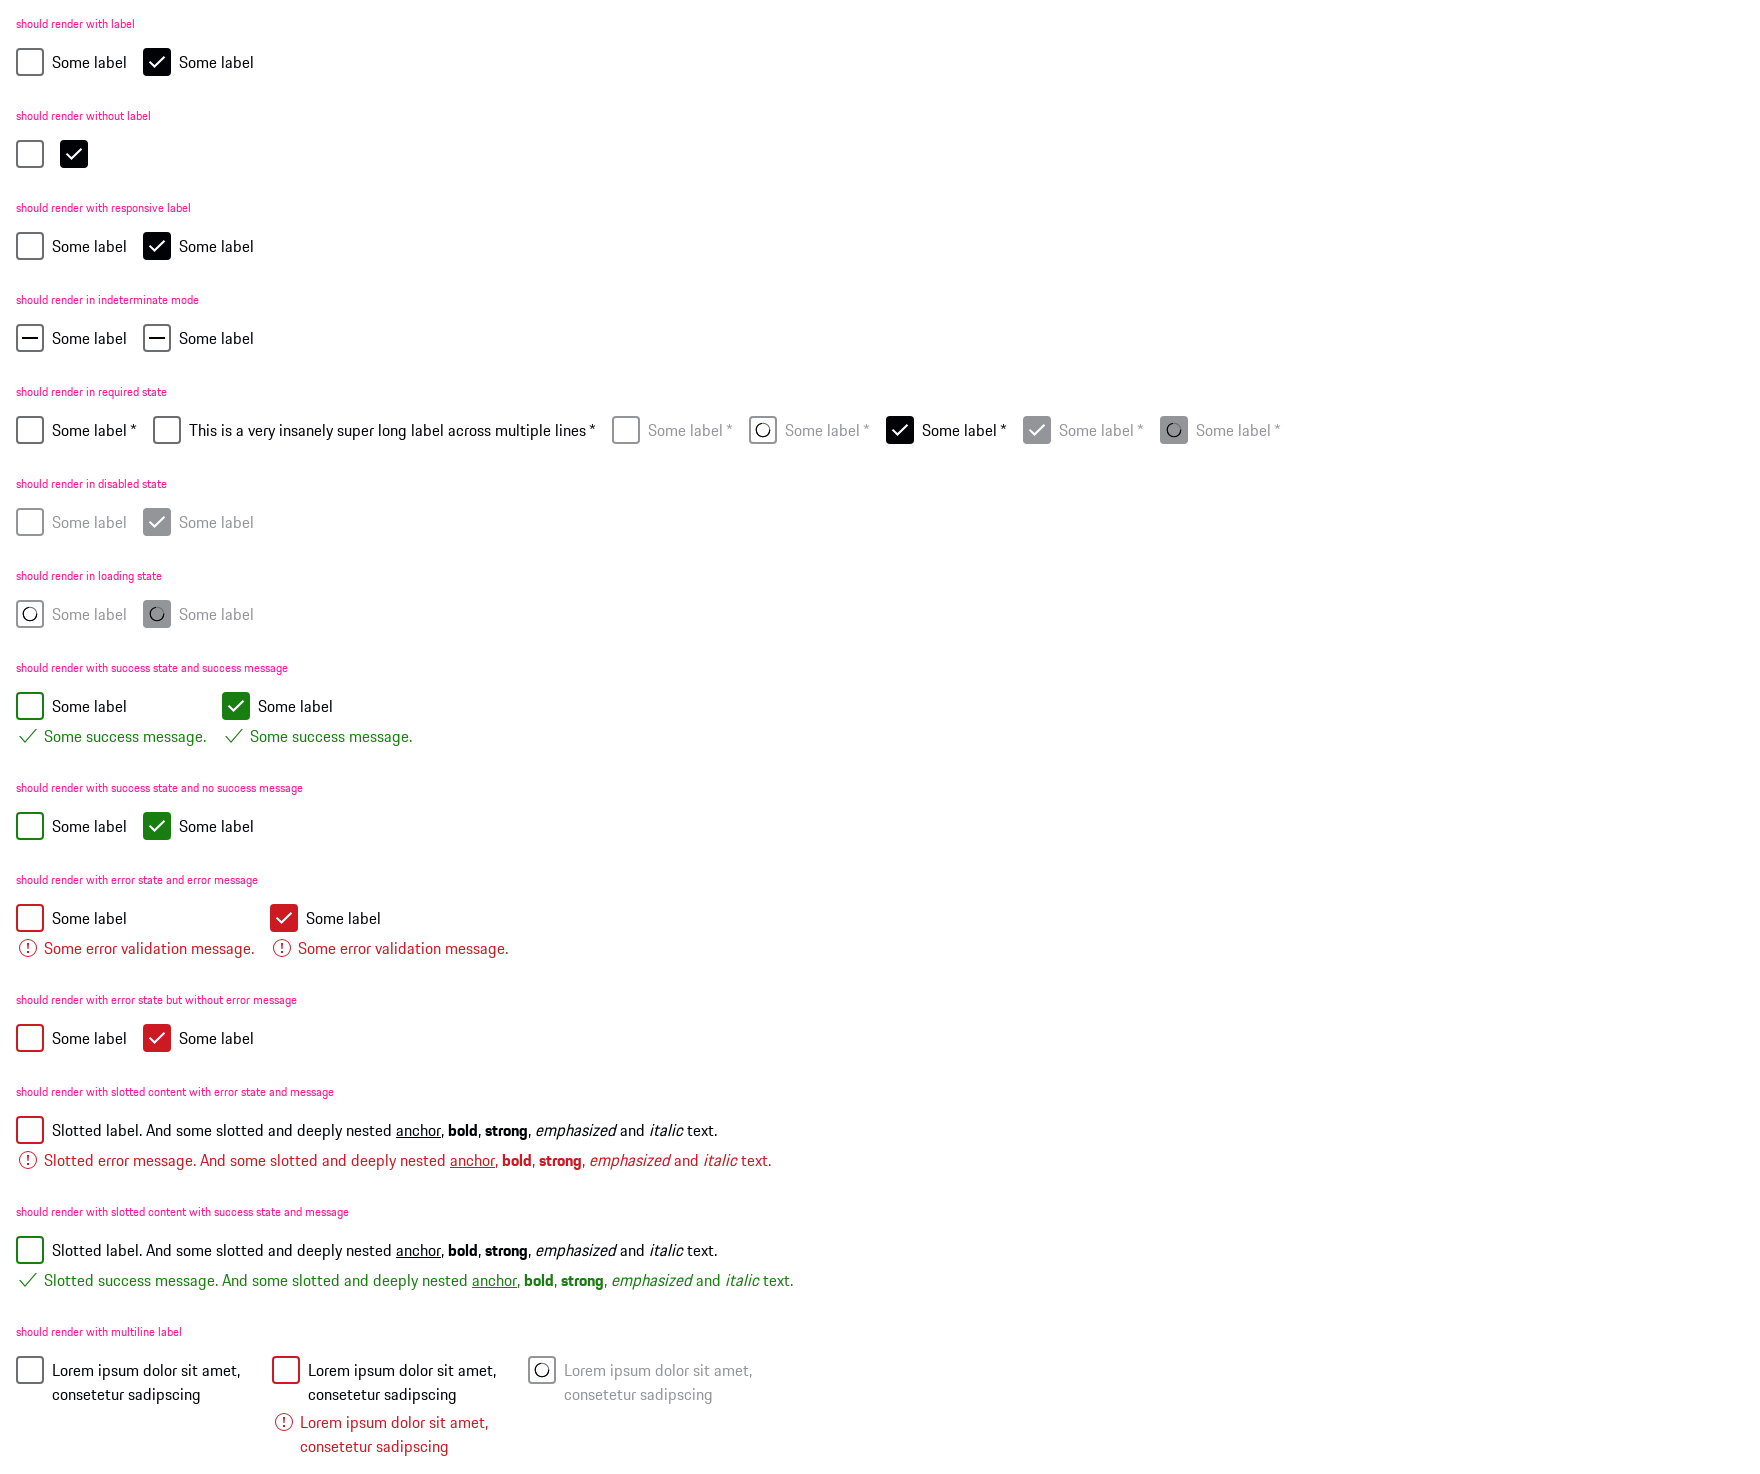 should render with label
Some label Some label
should render without label
should render with responsive label
Some label Some label
should render in indeterminate mode
Some label Some label
should render in required state
Some label * This is a very insanely super long label across multiple lines * Some label * Some label * Some label * Some label * Some label *
should render in disabled state
Some label Some label
should render in loading state
Some label Some label
should render with success state and success message
Some label Some label
Some success message. Some success message.
should render with success state and no success message
Some label Some label
should render with error state and error message
Some label Some label
Some error validation message. Some error validation message.
should render with error state but without error message
Some label Some label
should render with slotted content with error state and message
Slotted label. And some slotted and deeply nested anchor, bold, strong, emphasized and italic text.
Slotted error message. And some slotted and deeply nested anchor, bold, strong, emphasized and italic text.
should render with slotted content with success state and message
Slotted label. And some slotted and deeply nested anchor, bold, strong, emphasized and italic text.
Slotted success message. And some slotted and deeply nested anchor, bold, strong, emphasized and italic text.
should render with multiline label
Lorem ipsum dolor sit amet, Lorem ipsum dolor sit amet, Lorem ipsum dolor sit amet,
consetetur sadipscing consetetur sadipscing consetetur sadipscing
Lorem ipsum dolor sit amet,
consetetur sadipscing